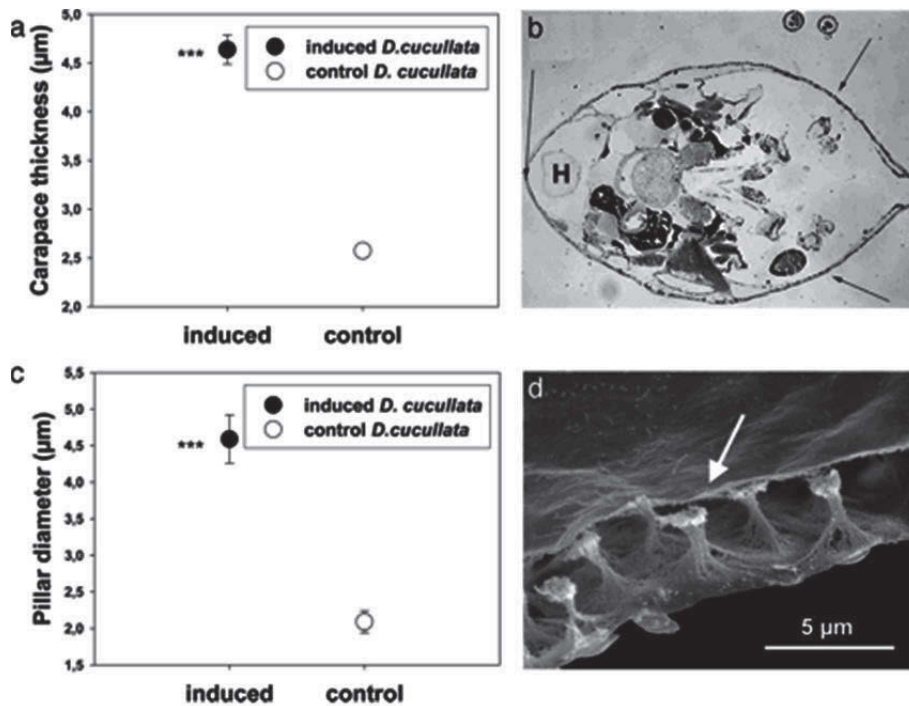 a
Carapace thickness (µm)
5,0
4,5
4,0
3,5
3,0
2,5
2,0
***
induced D.cucullata
control D. cucullata
induced control
b
H
c
Pillar diameter (µm)
5,5
5,0
4,5
4,0
3,5
3,0
2,5
2,0
1,5
***
induced D. cucullata
control D.cucullata
induced control
d
5 µm